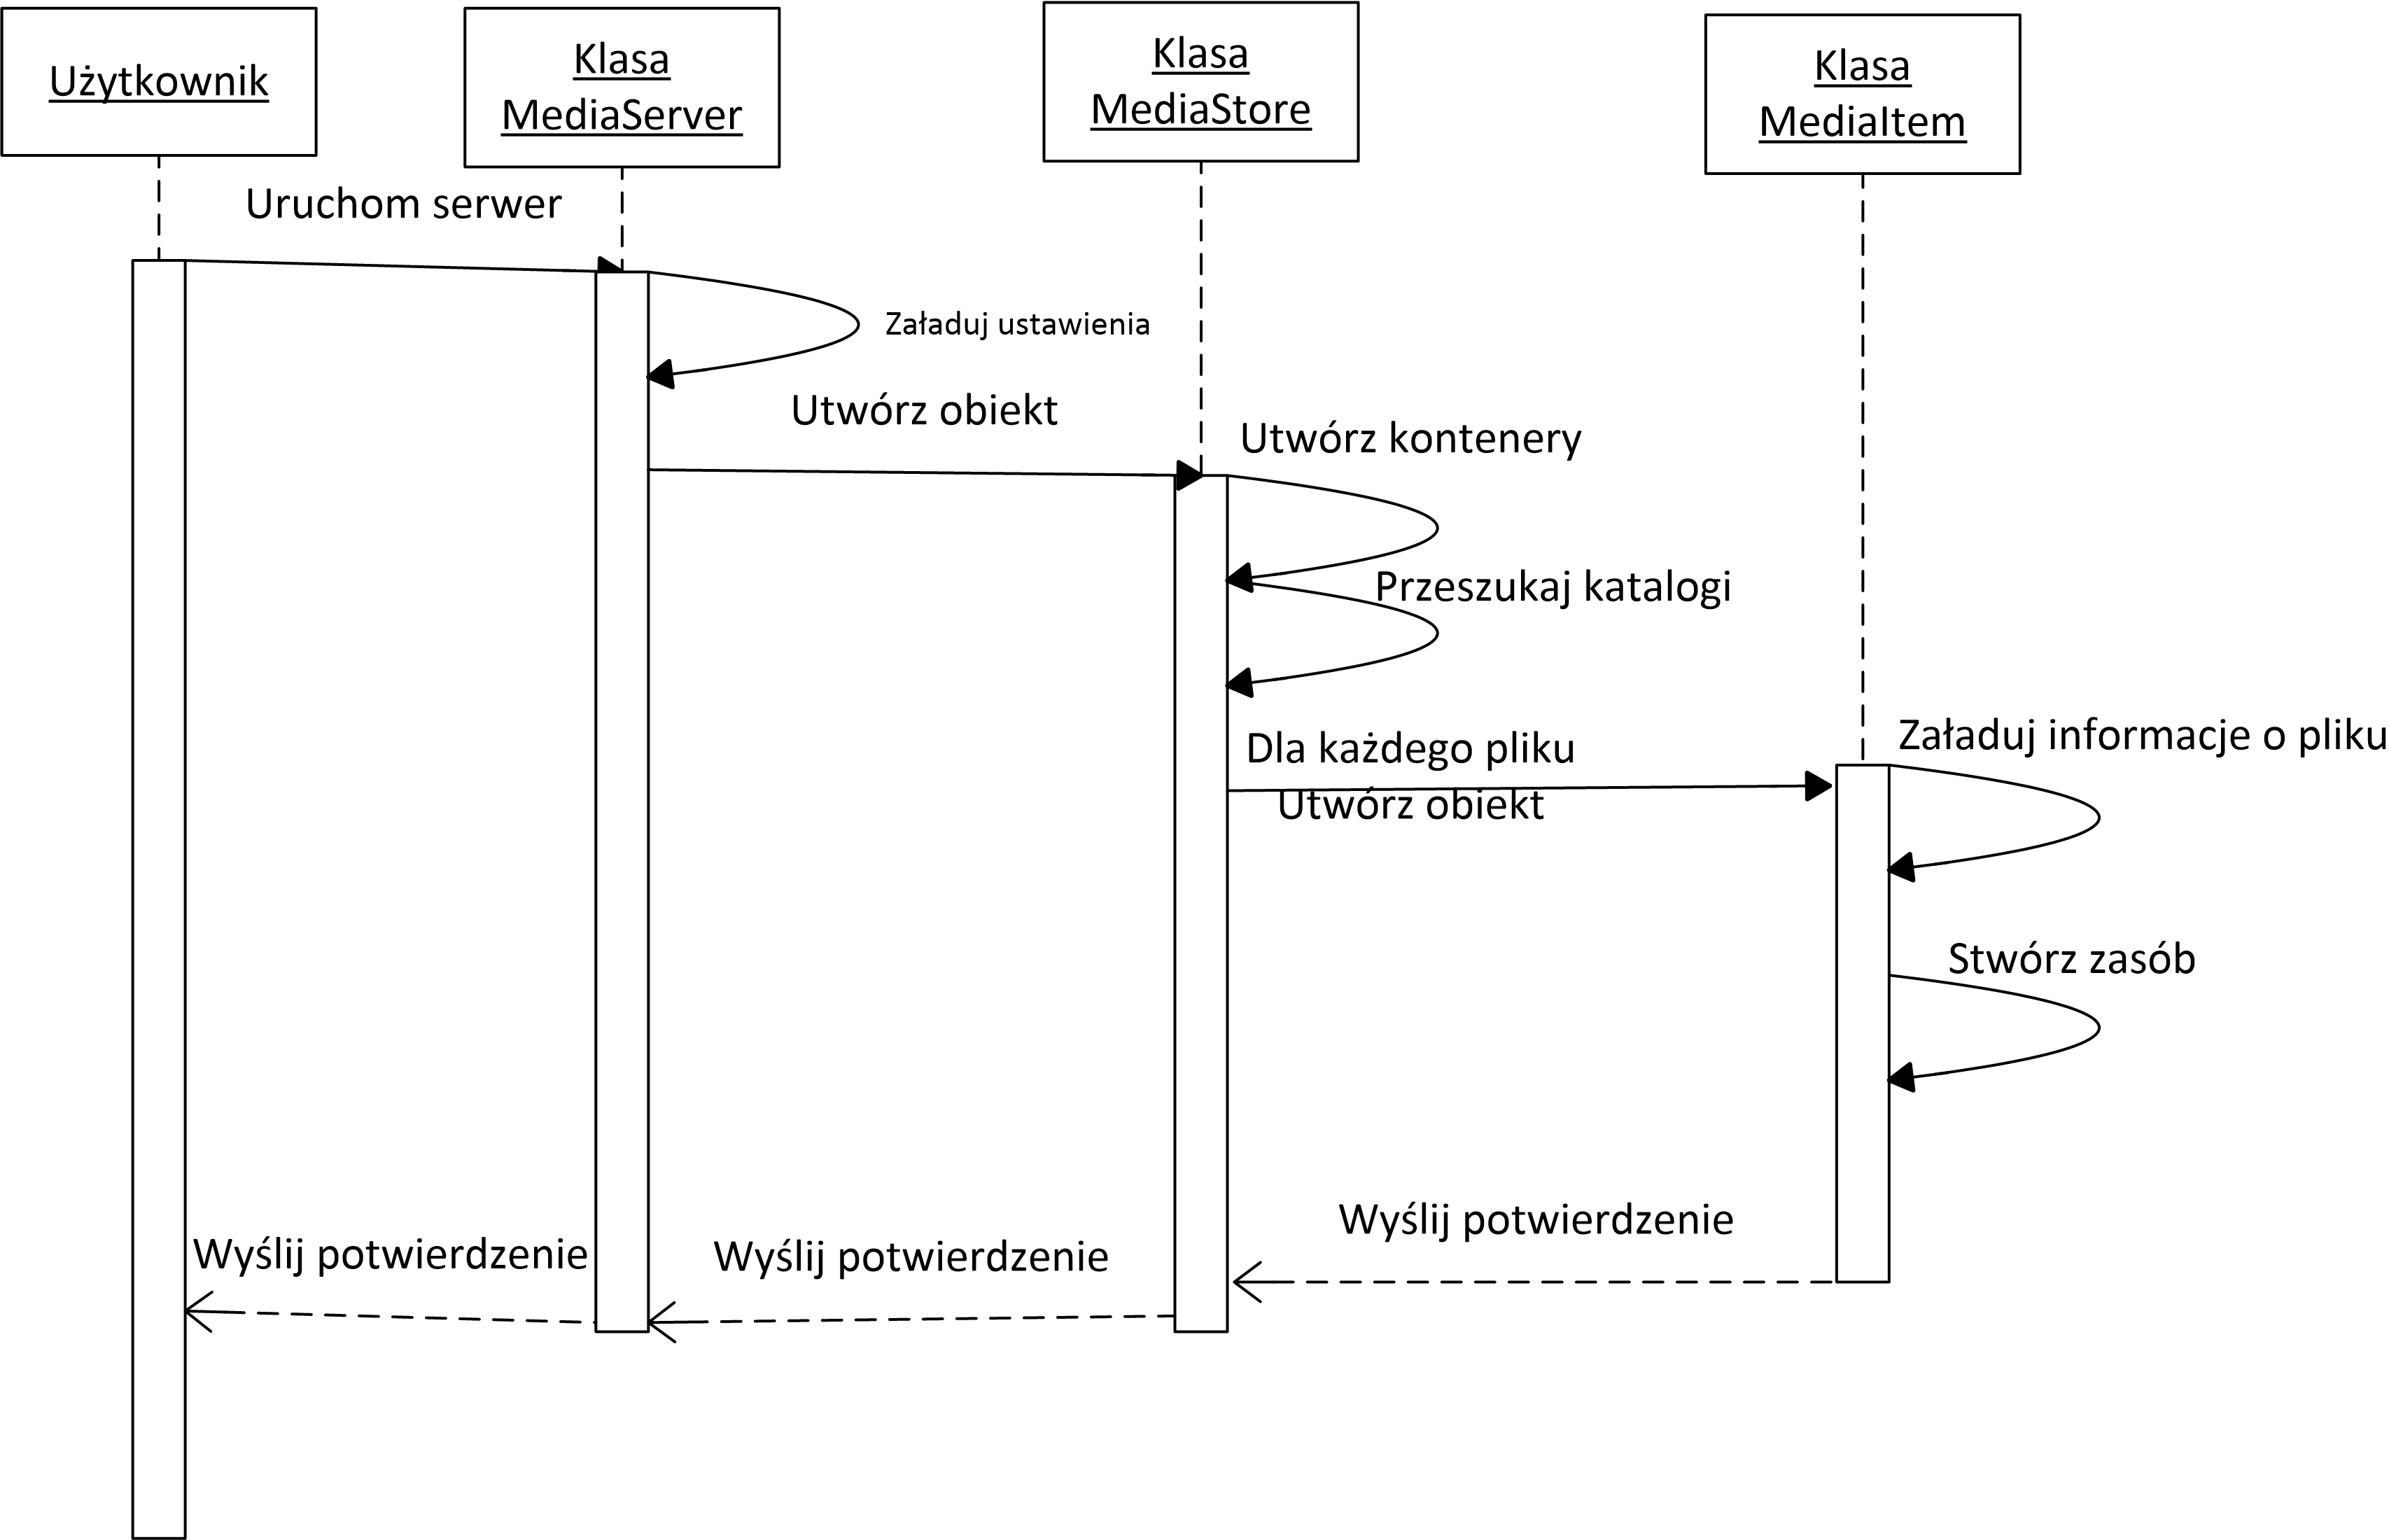 Użytkownik
Klasa
MediaServer
Klasa
MediaStore
Klasa
MediaItem
Uruchom serwer
Załaduj ustawienia
Utwórz obiekt
Utwórz kontenery
Przeszukaj katalogi
Dla każdego pliku
Utwórz obiekt
Załaduj informacje o pliku
Stwórz zasób
Wyślij potwierdzenie
Wyślij potwierdzenie
Wyślij potwierdzenie